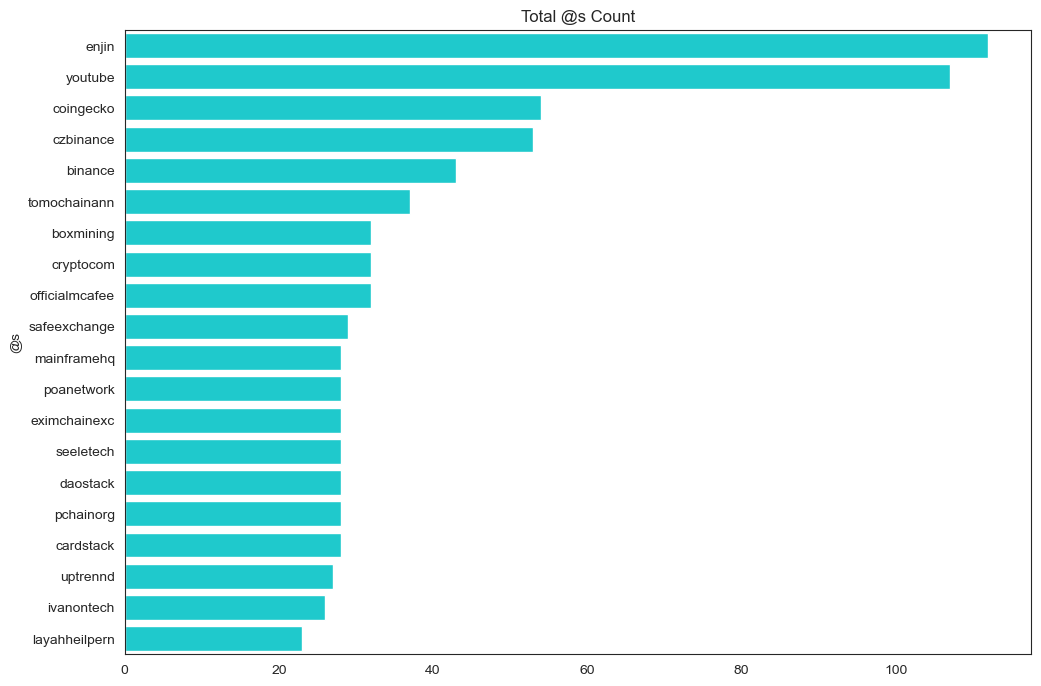 Total @s Count
enjin
youtube
coingecko
czbinance
binance
tomochainann
boxmining
cryptocom
officialmcafee
safeexchange
mainframehq
poanetwork
eximchainexc
seeletech
daostack
pchainorg
cardstack
uptrennd
ivanontech
layahheilpern
@s
0 20 40 60 80 100